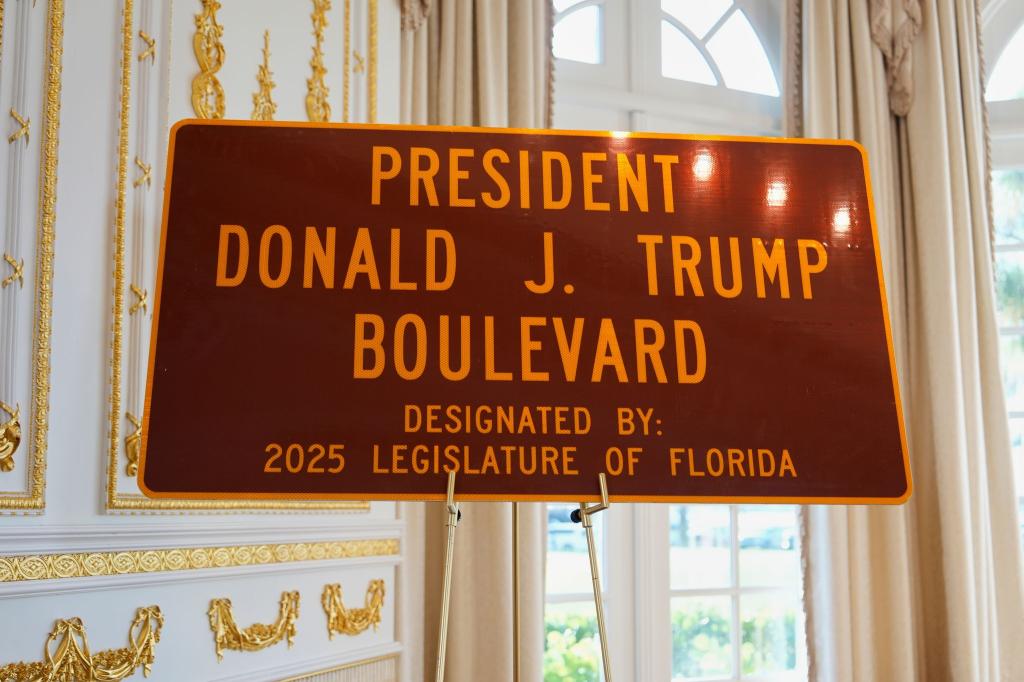 PRESIDENT
DONALD J. TRUMP
BOULEVARD
DESIGNATED BY:
2025 LEGISLATURE OF FLORIDA